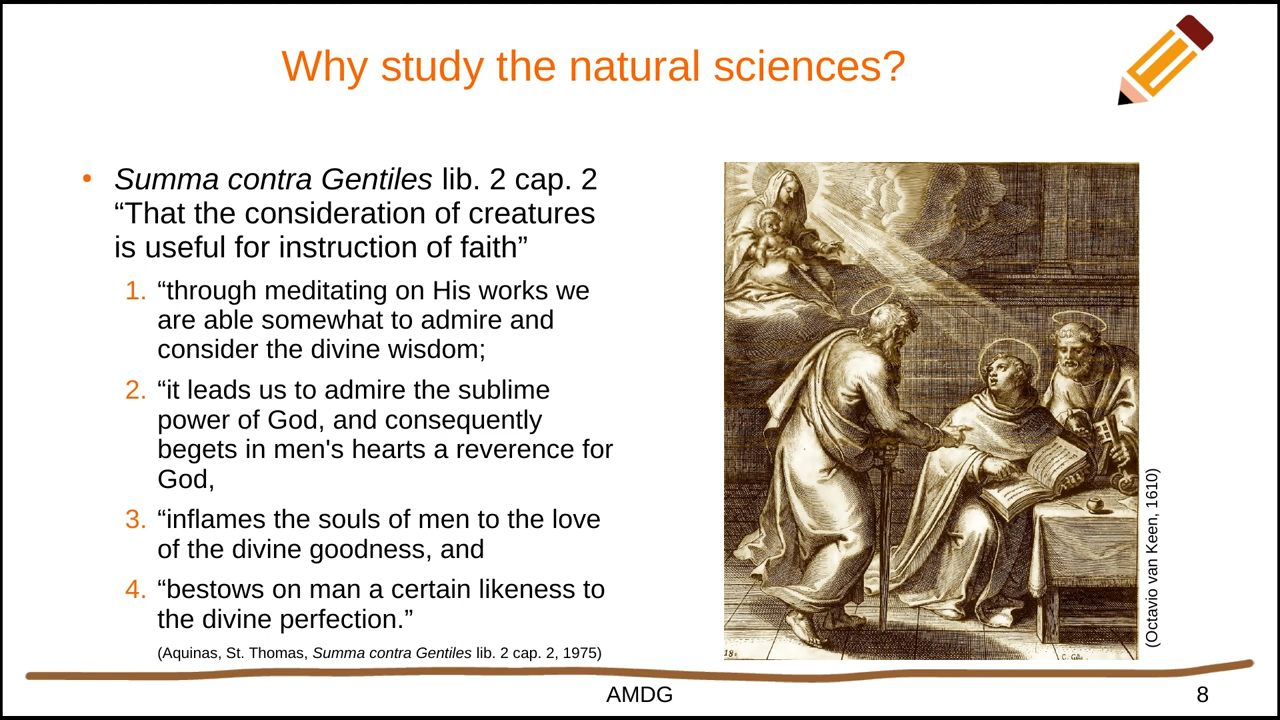 Why study the natural sciences?
• Summa contra Gentiles lib. 2 cap. 2
“That the consideration of creatures
is useful for instruction of faith”
1. “through meditating on His works we
are able somewhat to admire and
consider the divine wisdom;
2. “it leads us to admire the sublime
power of God, and consequently
begets in men's hearts a reverence for
God,
3. “inflames the souls of men to the love
of the divine goodness, and
4. “bestows on man a certain likeness to
the divine perfection.”
(Aquinas, St. Thomas, Summa contra Gentiles lib. 2 cap. 2, 1975)
(Octavio van Keen, 1610)
18.
AMDG
8